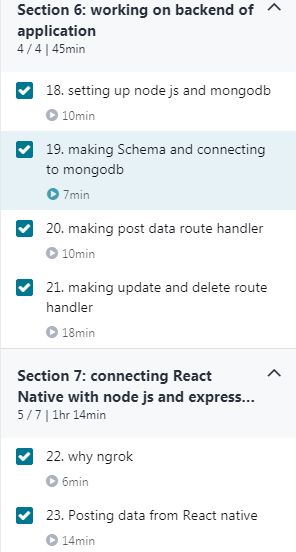 Section 6: working on backend of
application
4 / 4 | 45min
18. setting up node js and mongodb
10min
19. making Schema and connecting
to mongodb
7min
20. making post data route handler
10min
21. making update and delete route
handler
18min
Section 7: connecting React
Native with node js and express...
5 / 7 | 1hr 14min
22. why ngrok
6min
23. Posting data from React native
14min